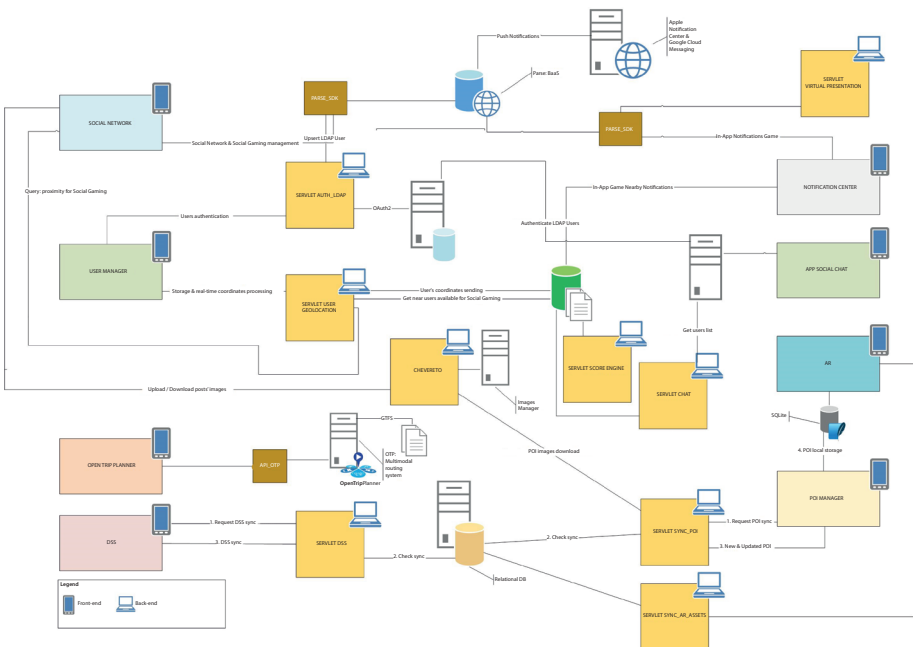 Apple
Notification
Center &
Google Cloud
Messaging
Push Notifications
Parse: BaaS
SERVLET
VIRTUAL PRESENTATION
PARSE_SDK
SOCIAL NETWORK
PARSE_SDK
Upsert LDAP User
In-App Notifications Game
Social Network & Social Gaming management
Query: proximity for Social Gaming
SERVLET AUTH_LDAP
In-App Game Nearby Notifications
NOTIFICATION CENTER
OAuth2
Users authentication
Authenticate LDAP Users
USER MANAGER
APP SOCIAL CHAT
Storage & real-time coordinates processing
User's coordinates sending
SERVLET USER
GEOLOCATION
Get near users available for Social Gaming
Get users list
CHEVERETO
SERVLET SCORE ENGINE
AR
Upload / Download posts' images
SERVLET CHAT
Images
Manager
SQLite
GTFS
POI images download
4. POI local storage
OPEN TRIP PLANNER
API_OTP
OTP:
Multimodal
routing
system
OpenTripPlanner
POI MANAGER
1. Request DSS sync
1. Request POI sync
SERVLET SYNC_POI
DSS
3. DSS sync
SERVLET DSS
2. Check sync
2. Check sync
3. New & Updated POI
Relational DB
Legend
Front-end
Back-end
SERVLET SYNC_AR_ASSETS